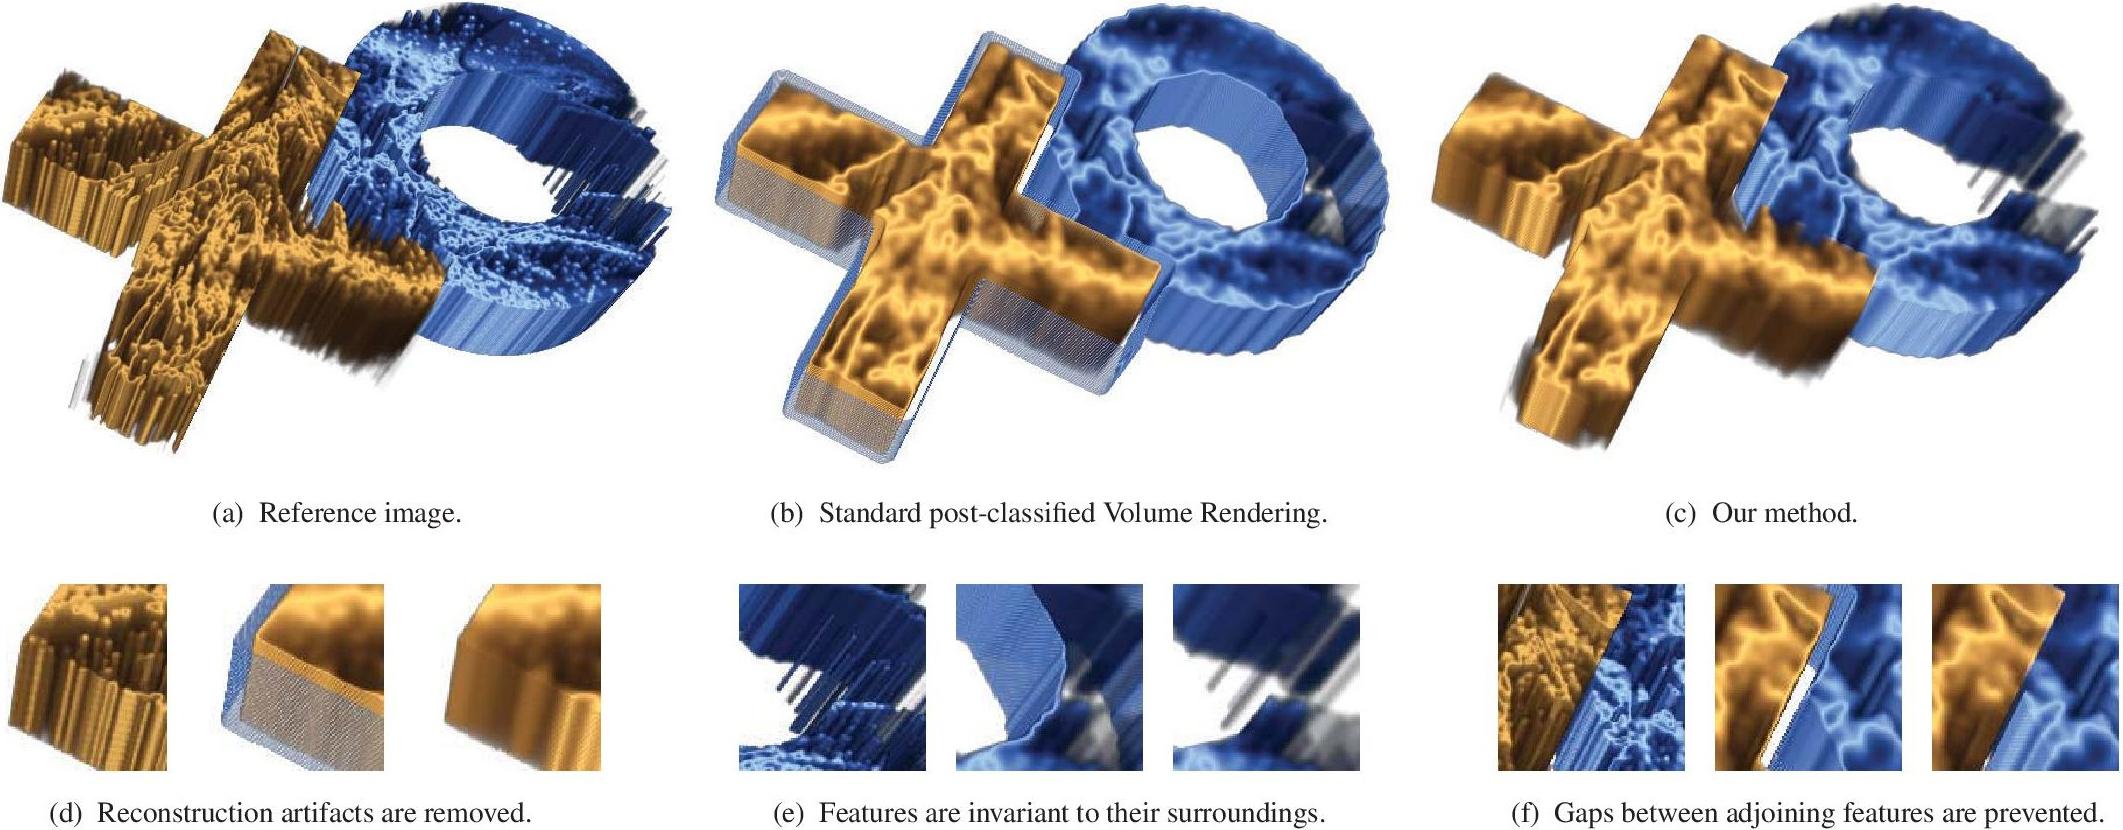 (a) Reference image.
(b) Standard post-classified Volume Rendering.
(c) Our method.
(d) Reconstruction artifacts are removed.
(e) Features are invariant to their surroundings.
(f) Gaps between adjoining features are prevented.